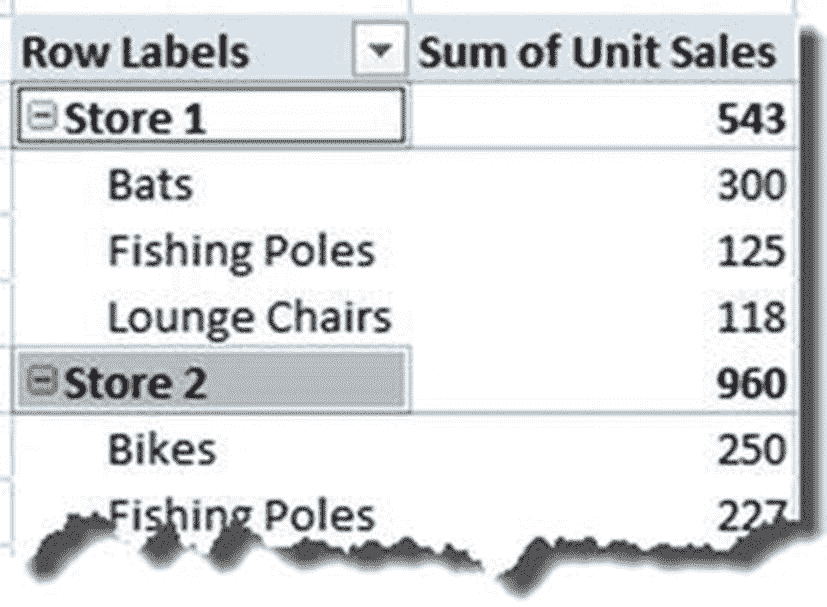 Row Labels Sum of Unit Sales
Store 1 543
Bats 300
Fishing Poles 125
Lounge Chairs 118
Store 2 960
Bikes 250
Fishing Poles 227